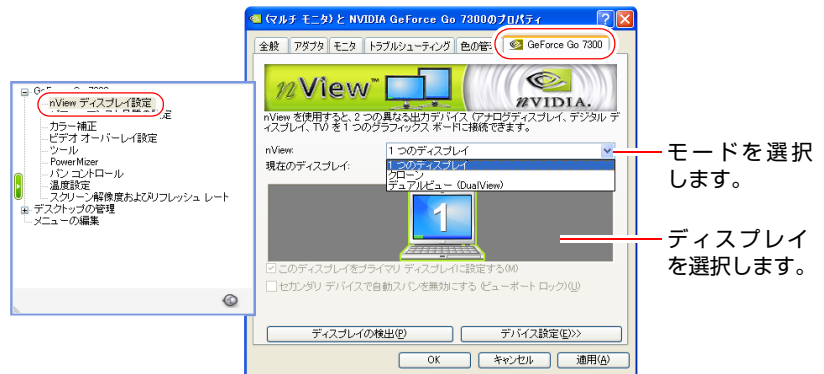 (マルチ モニタ) と NVIDIA GeForce Go 7300のプロパティ
全般 アダプタ モニタ トラブルシューティング 色の管 GeForce Go 7300
nView™
NVIDIA.
nView を使用すると、2 つの異なる出力デバイス (アナログディスプレイ、デジタル デ
ィスプレイ、TV) を 1 つのグラフィックス ボードに接続できます。
nView: 1 つのディスプレイ
現在のディスプレイ: 1 つのディスプレイ
クローン
デュアルビュー (DualView)
1
このディスプレイをプライマリ ディスプレイに設定する(M)
セカンダリ デバイスで自動スパンを無効にする (ビューポート ロック)(U)
ディスプレイの検出(P) デバイス設定(E)>>
OK キャンセル 適用(A)
nView ディスプレイ設定
カラー補正
ビデオ オーバーレイ設定
ツール
PowerMizer
パン コントロール
温度設定
スクリーン解像度およびリフレッシュ レート
デスクトップの管理
メニューの編集
モードを選択
します。
ディスプレイ
を選択します。